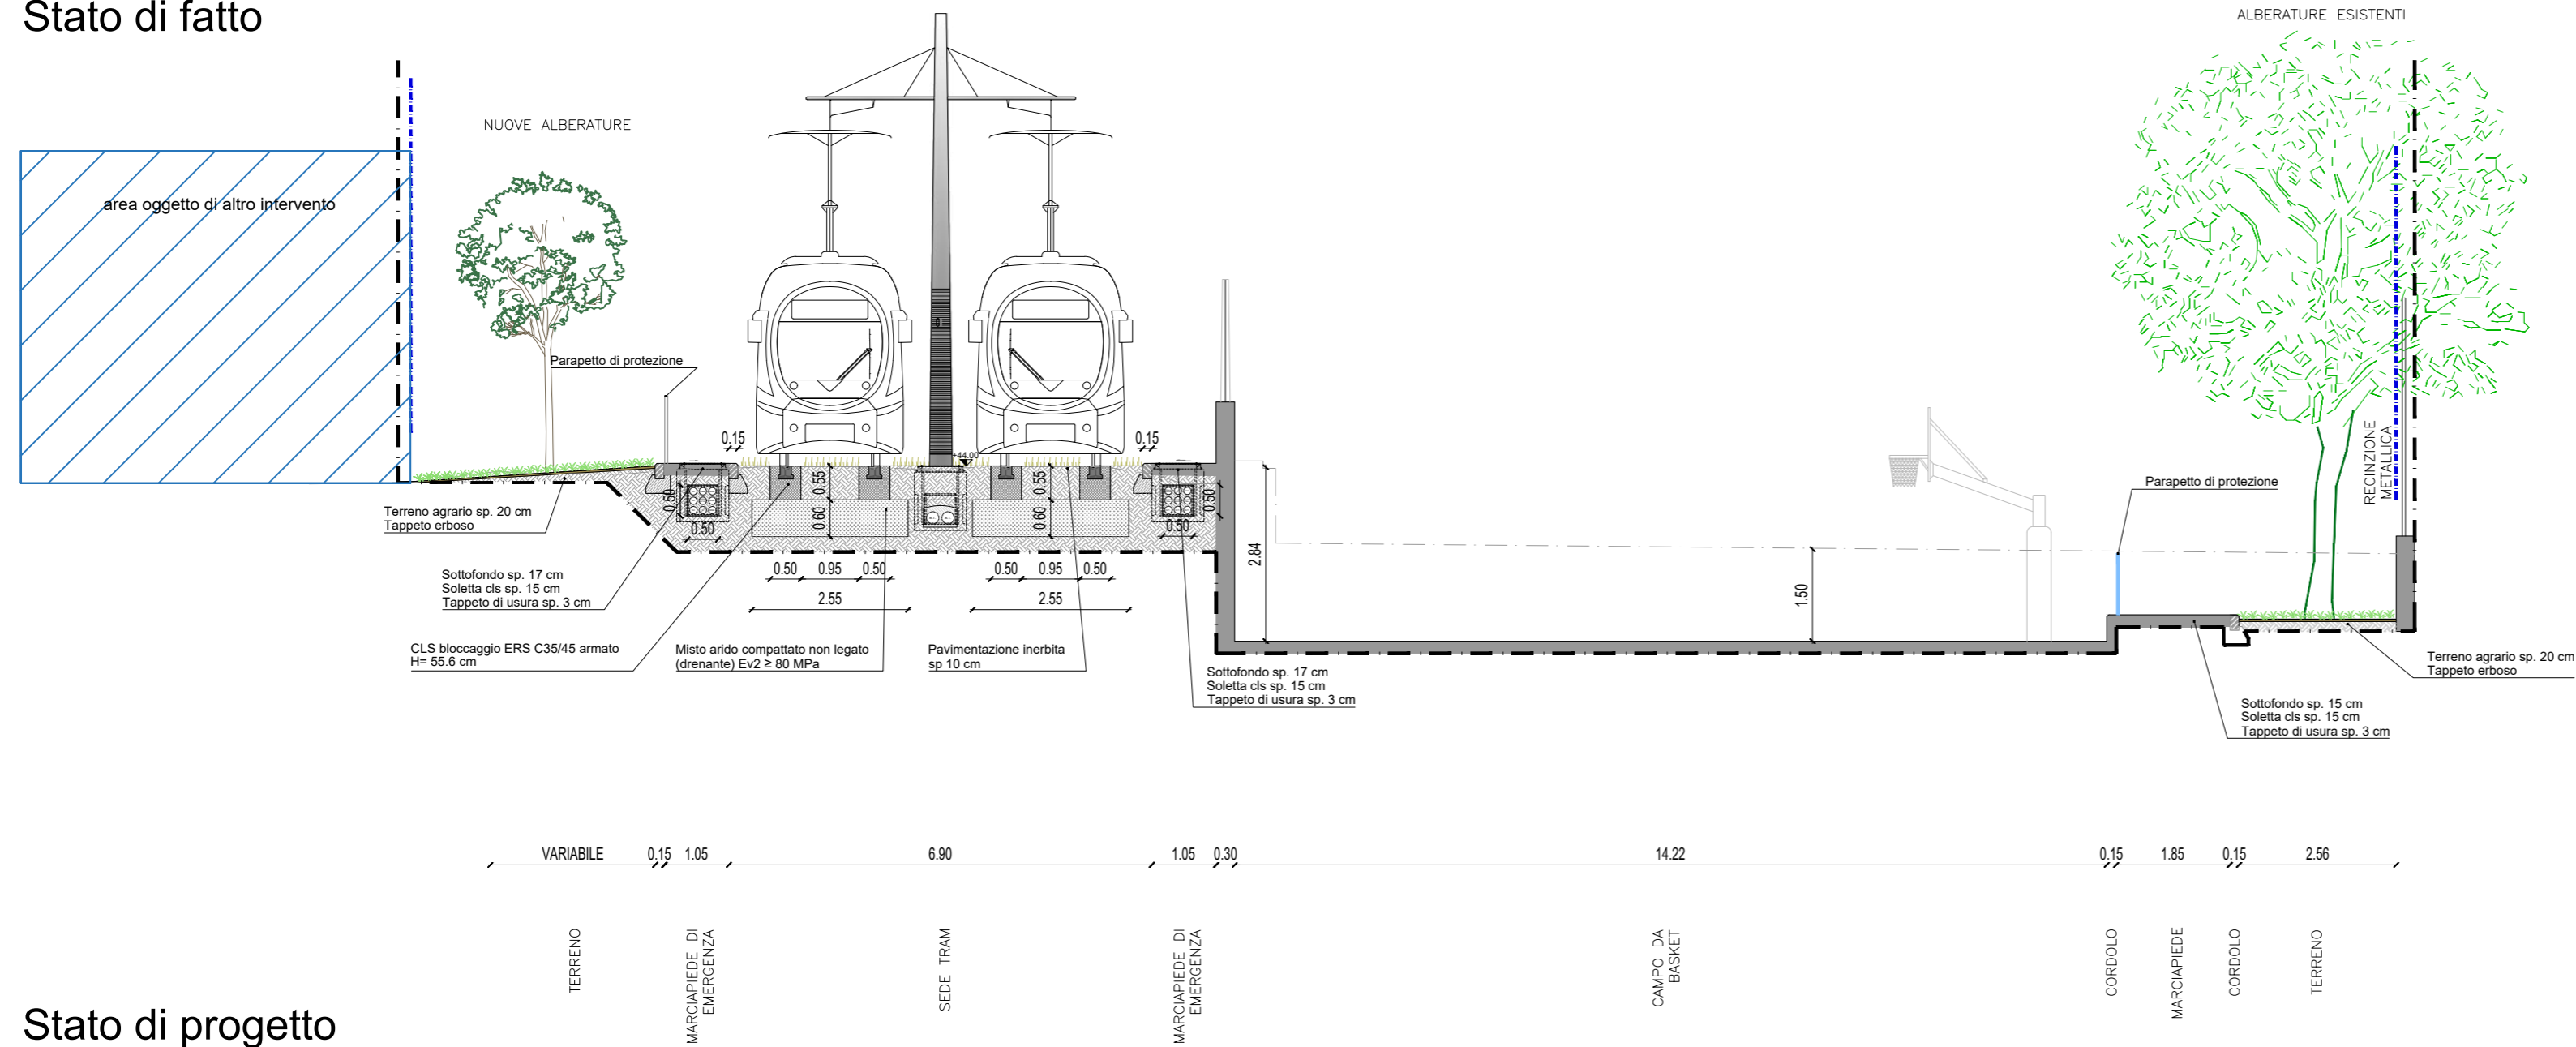 Stato di fatto
ALBERATURE ESISTENTI
NUOVE ALBERATURE
area oggetto di altro intervento
Parapetto di protezione
0.15
0.15
+44.00
RECINZIONE
METALLICA
Parapetto di protezione
0.50
0.55
0.55
0.50
Terreno agrario sp. 20 cm
Tappeto erboso
0.50
0.60
0.60
0.50
2.84
0.50
0.95
0.50
0.50
0.95
0.50
1.50
Sottofondo sp. 17 cm
Soletta cls sp. 15 cm
Tappeto di usura sp. 3 cm
2.55
2.55
CLS bloccaggio ERS C35/45 armato
H= 55.6 cm
Misto arido compattato non legato
(drenante) Ev2 ≥ 80 MPa
Pavimentazione inerbita
sp 10 cm
Sottofondo sp. 17 cm
Soletta cls sp. 15 cm
Tappeto di usura sp. 3 cm
Terreno agrario sp. 20 cm
Tappeto erboso
Sottofondo sp. 15 cm
Soletta cls sp. 15 cm
Tappeto di usura sp. 3 cm
VARIABILE
0.15
1.05
6.90
1.05
0.30
14.22
0.15
1.85
0.15
2.56
TERRENO
MARCIAPIEDE DI
EMERGENZA
SEDE TRAM
MARCIAPIEDE DI
EMERGENZA
CAMPO DA
BASKET
CORDOLO
MARCIAPIEDE
CORDOLO
TERRENO
Stato di progetto